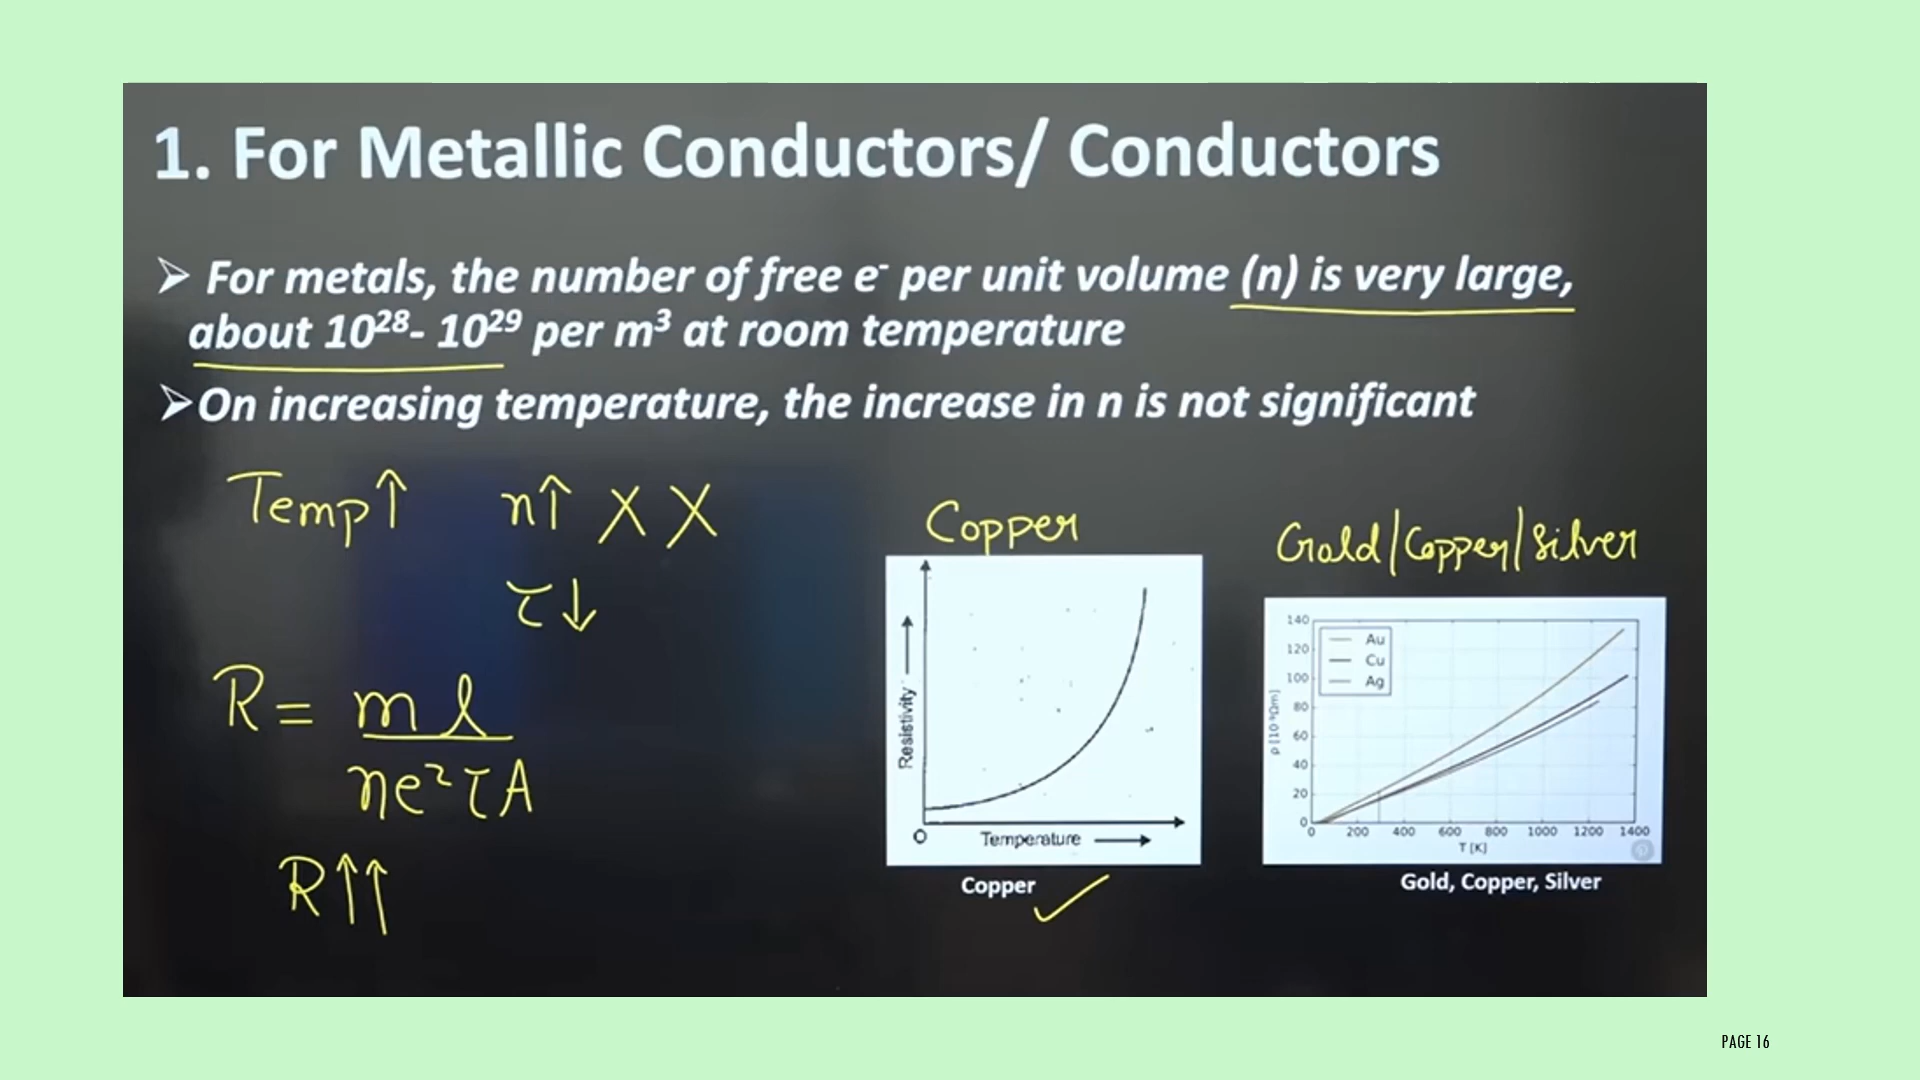 1. For Metallic Conductors/ Conductors
➢ For metals, the number of free e⁻ per unit volume (n) is very large,
about 10²⁸- 10²⁹ per m³ at room temperature
➢On increasing temperature, the increase in n is not significant
Temp↑ n↑ X X
τ↓
R = m l
ne²τA
R↑↑
Copper
Resistivity
O
Temperature
Copper
Gold/Copper/Silver
140
120
100
80
60
40
20
0
Au
Cu
Ag
0 200 400 600 800 1000 1200 1400
T [K]
Gold, Copper, Silver
PAGE 16